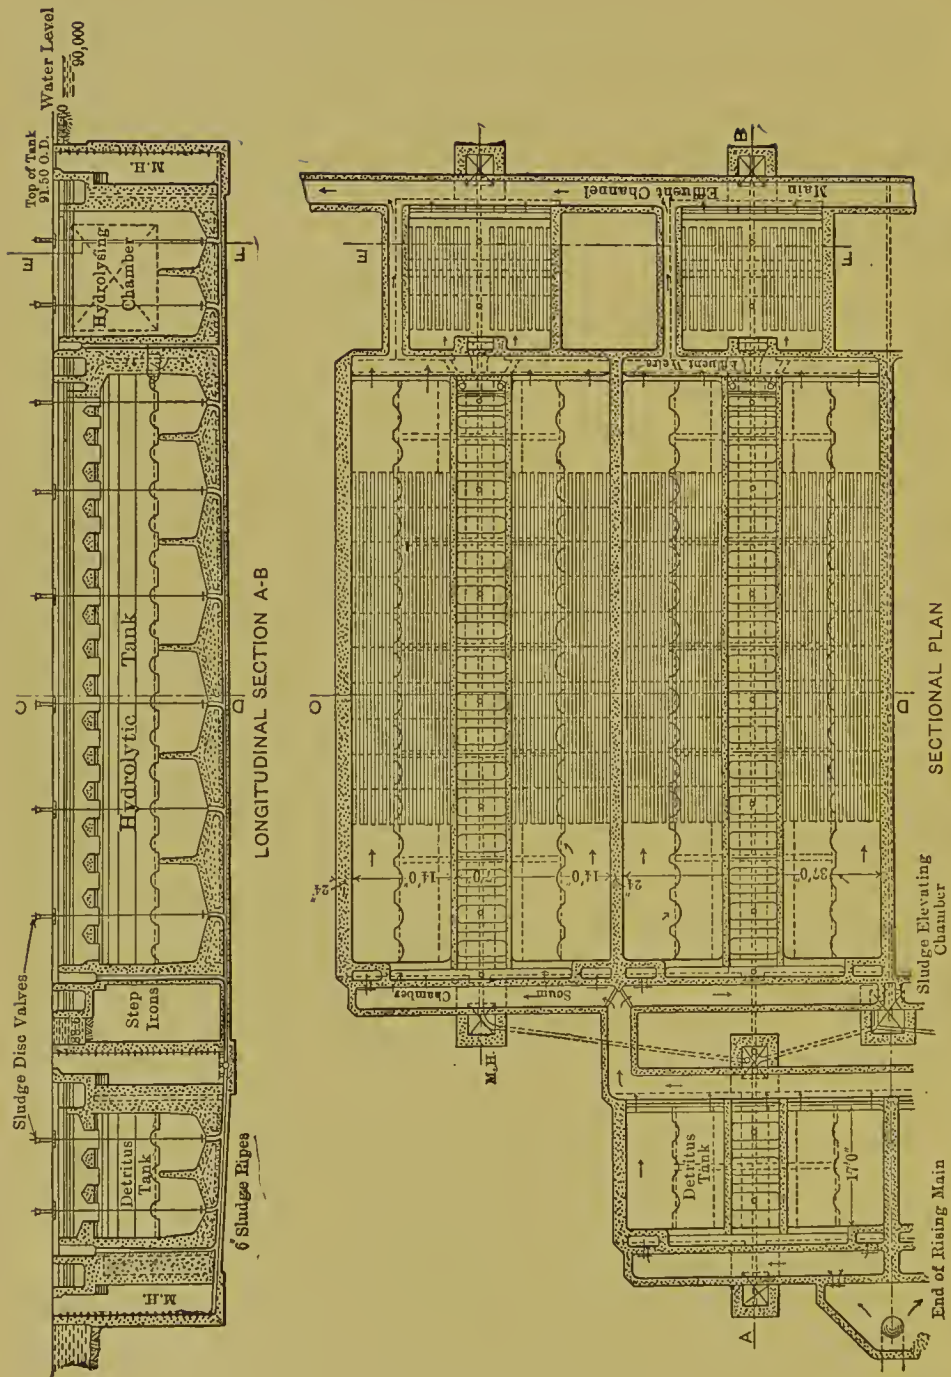 Top of Tank
91.50 O.D.
Water Level
90,000
Sludge Disc Valves
M.H.
Detritus
Tank
Step
Irons
Hydrolytic Tank
Hydrolysing
Chamber
M.H.
E
F
C
D
6" Sludge Pipes
LONGITUDINAL SECTION A-B
A
B
C
D
E
F
M.H.
Scum
Chamber
Effluent Weirs
Main
Effluent Channel
14'0"
7'0"
14'0"
24"
24"
37'0"
Detritus
Tank
17'0"
Sludge Elevating
Chamber
End of Rising Main
SECTIONAL PLAN